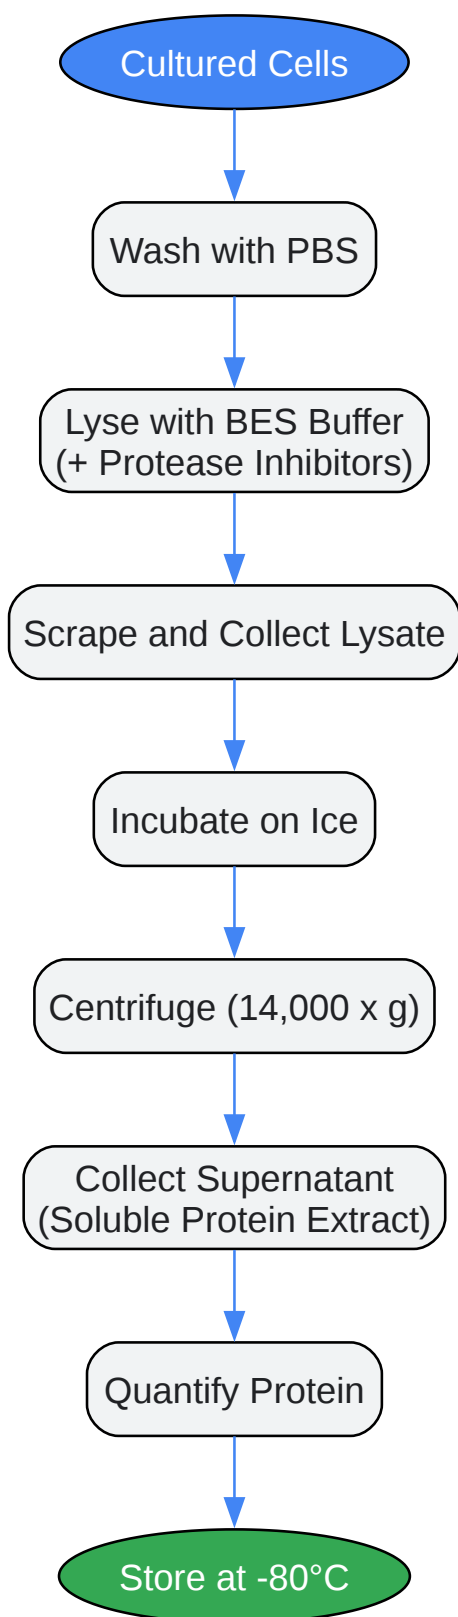 Cultured Cells
Wash with PBS
Lyse with BES Buffer
(+ Protease Inhibitors)
Scrape and Collect Lysate
Incubate on Ice
Centrifuge (14,000 x g)
Collect Supernatant
(Soluble Protein Extract)
Quantify Protein
Store at -80°C